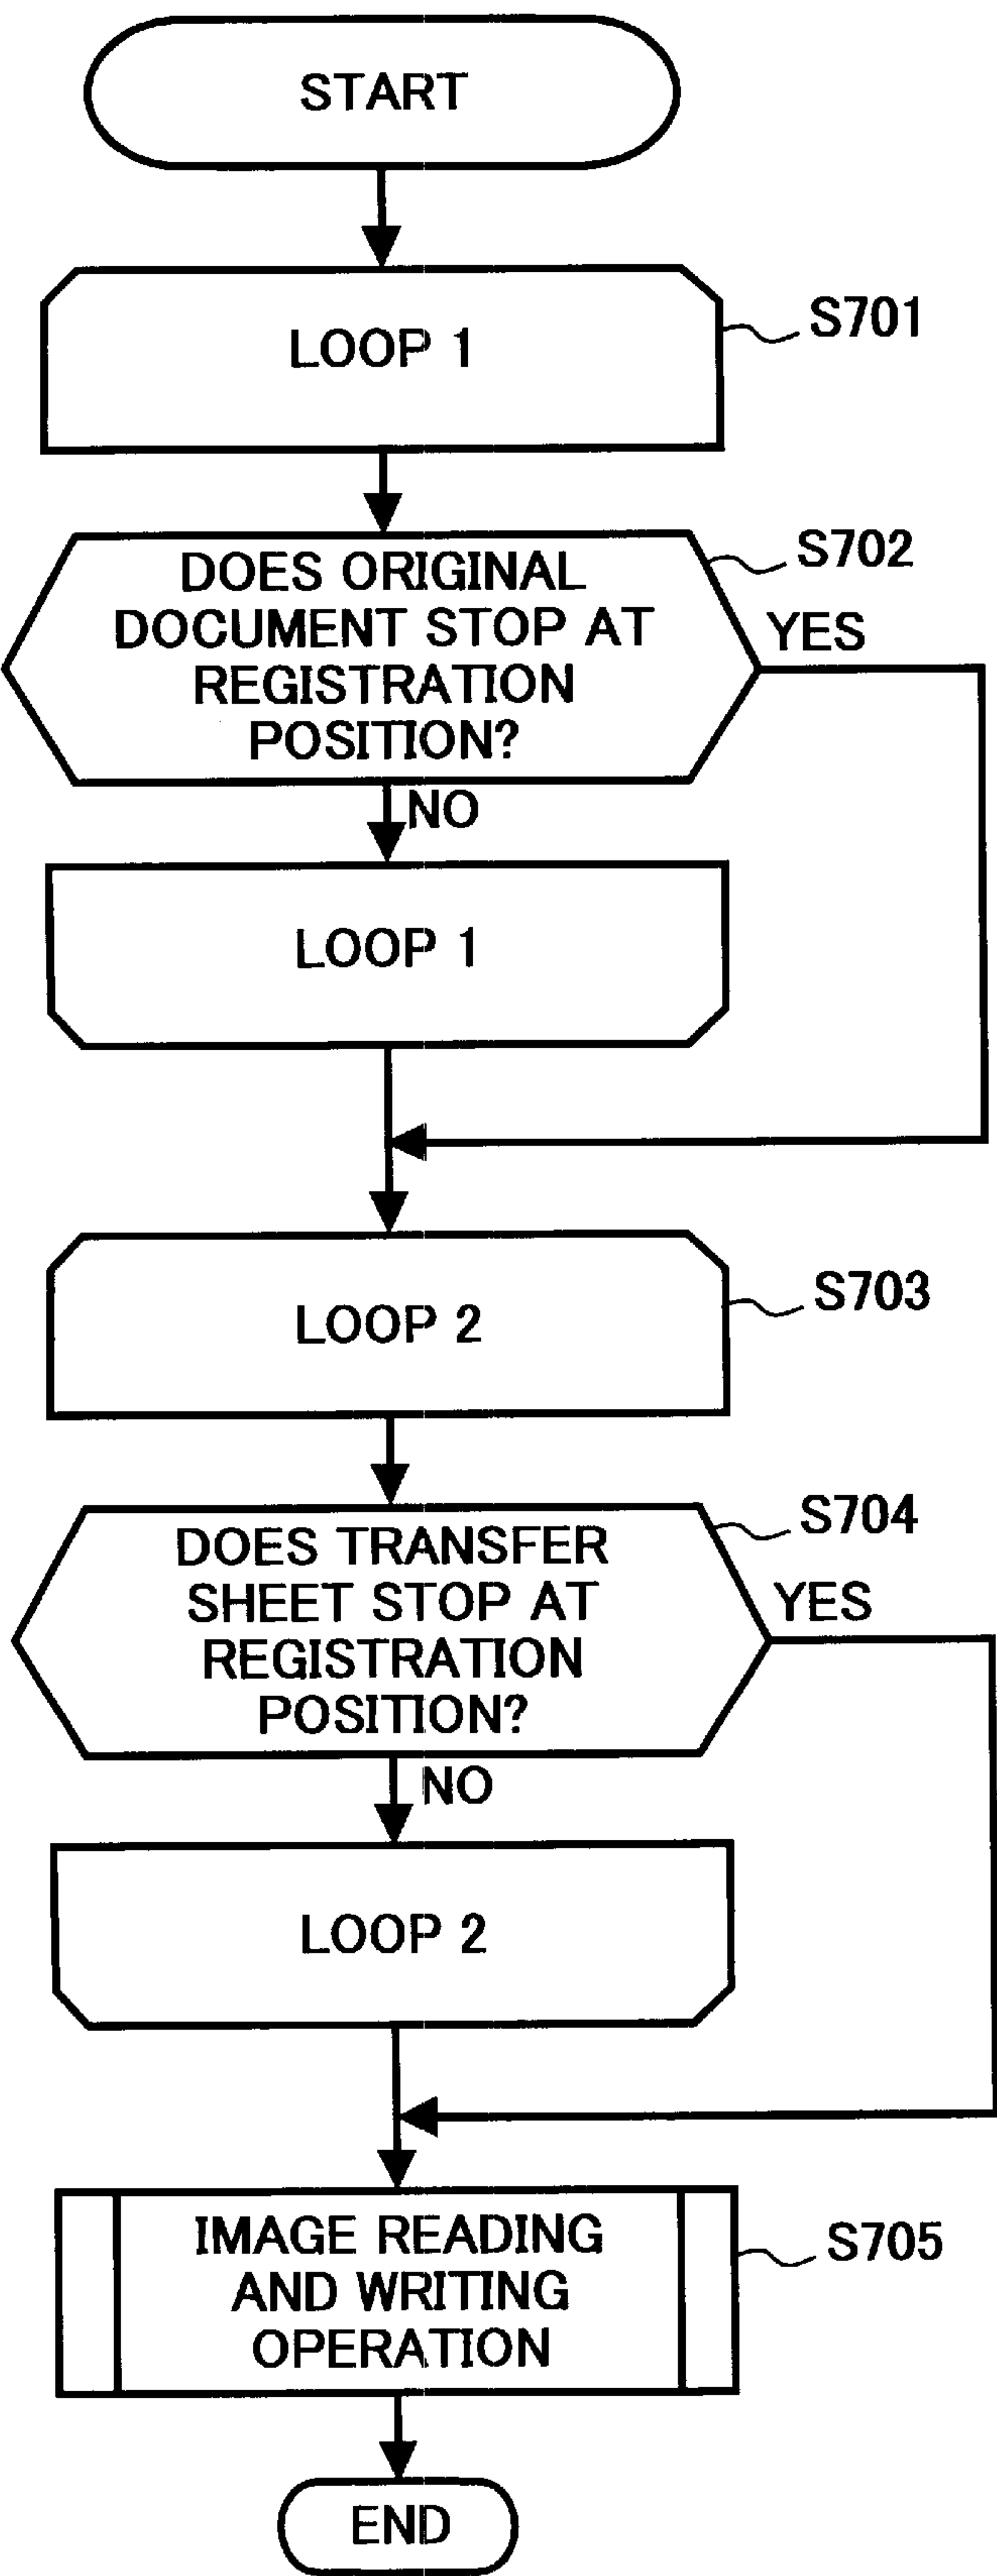 START
LOOP 1
S701
DOES ORIGINAL
DOCUMENT STOP AT
REGISTRATION
POSITION?
S702
YES
NO
LOOP 1
LOOP 2
S703
DOES TRANSFER
SHEET STOP AT
REGISTRATION
POSITION?
S704
YES
NO
LOOP 2
IMAGE READING
AND WRITING
OPERATION
S705
END